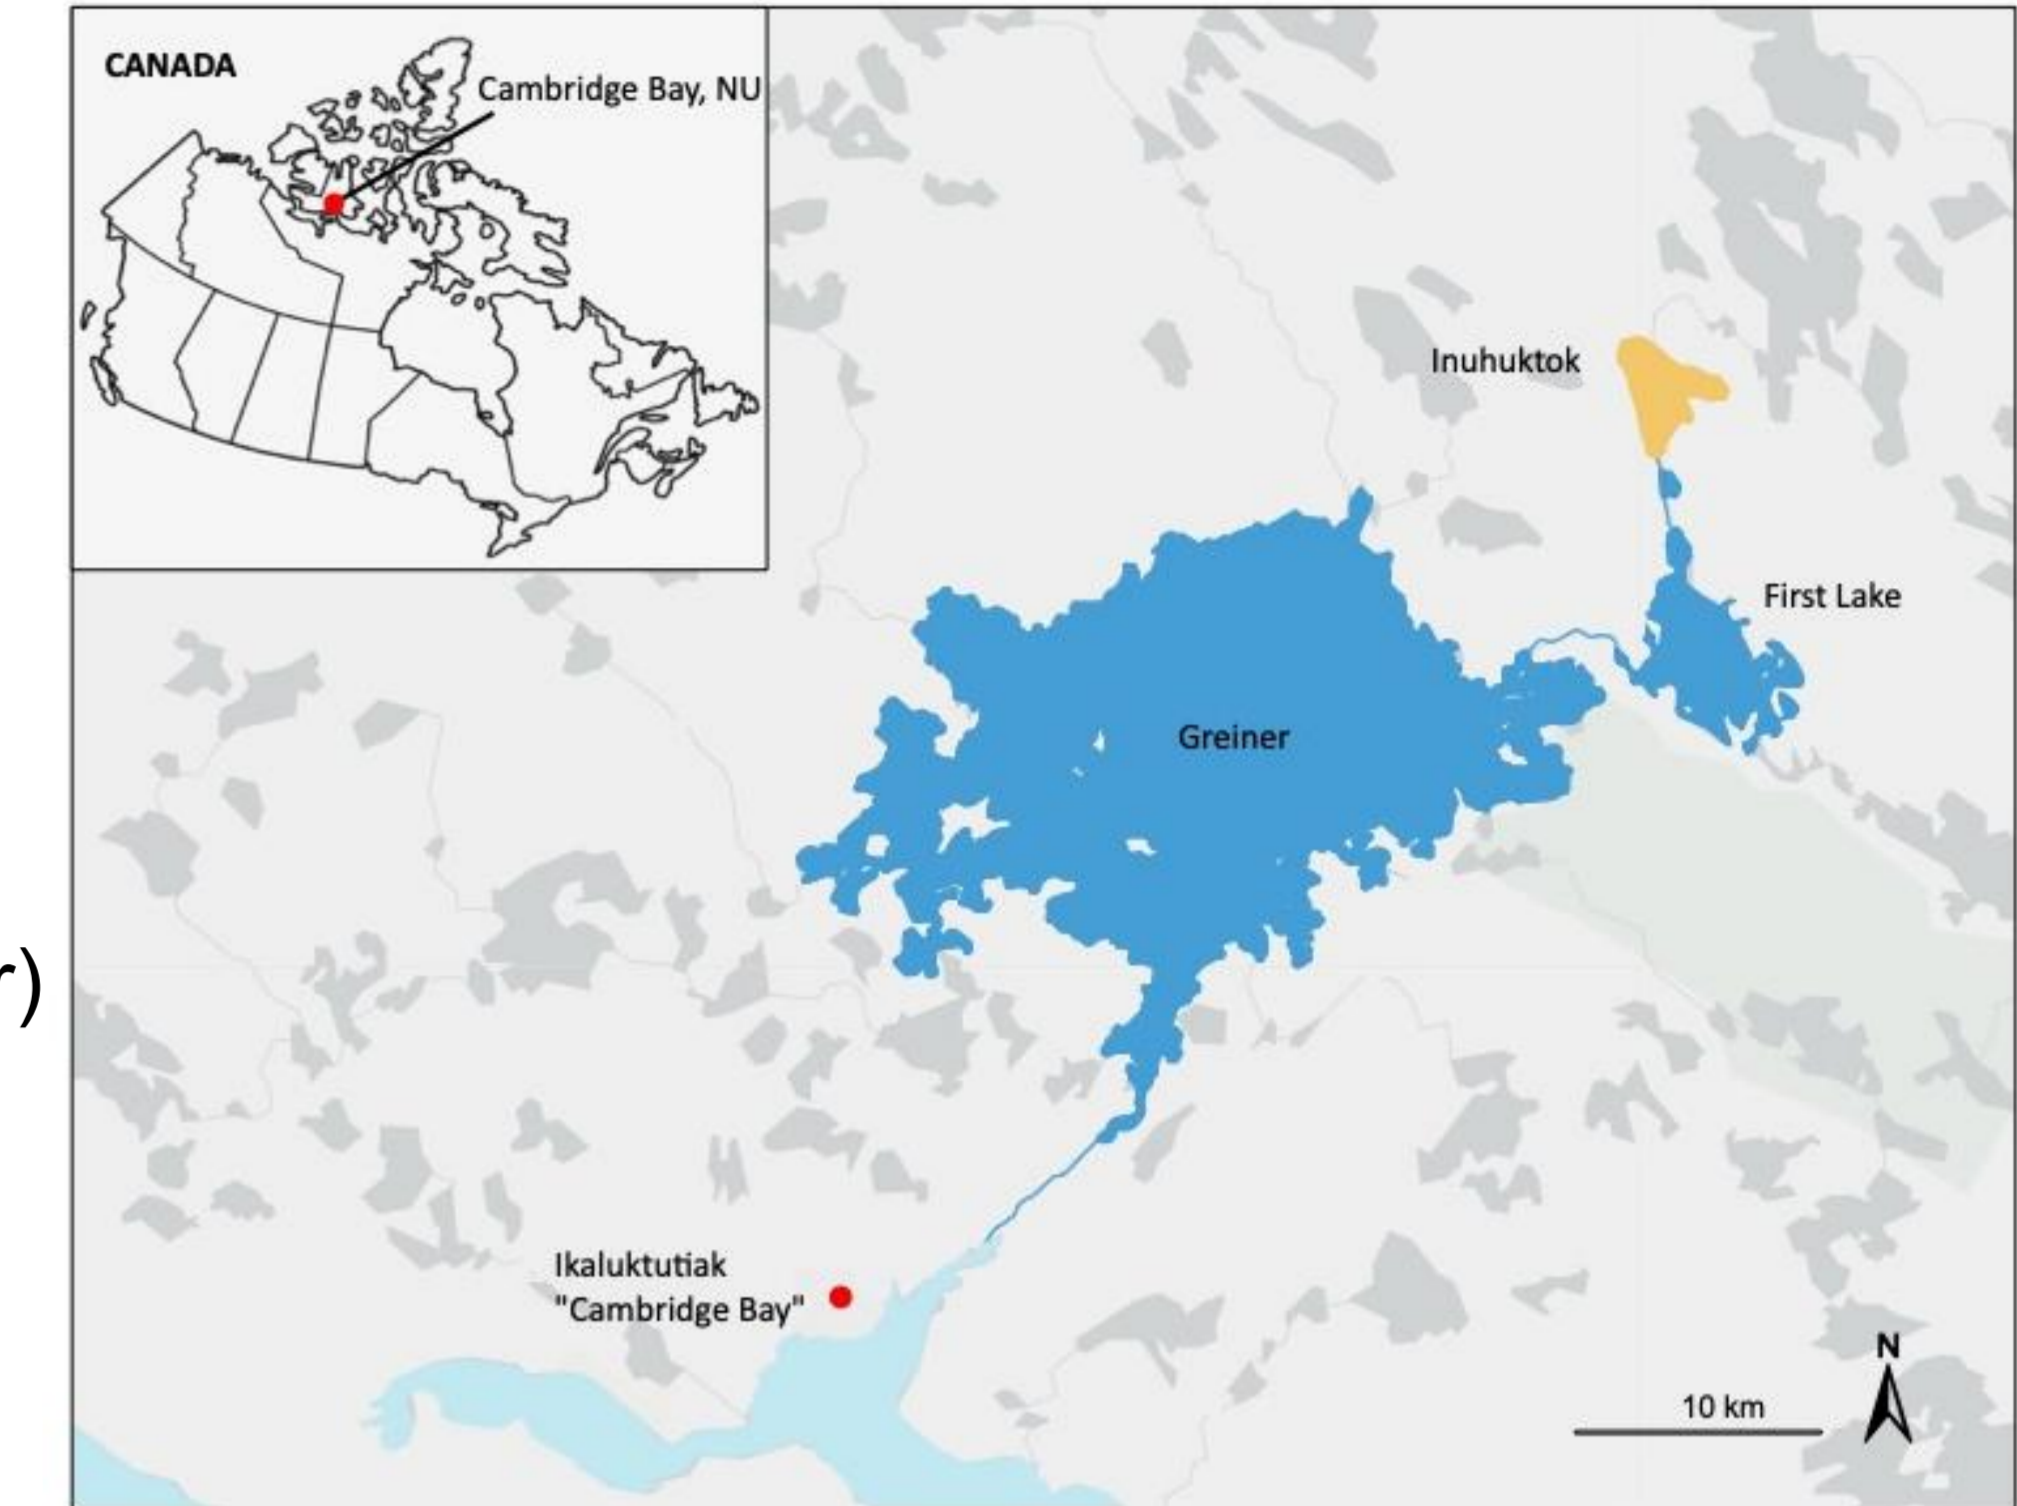 CANADA
Cambridge Bay, NU
Inuhuktok
First Lake
Greiner
r)
Ikaluktutiak
"Cambridge Bay"
N
10 km